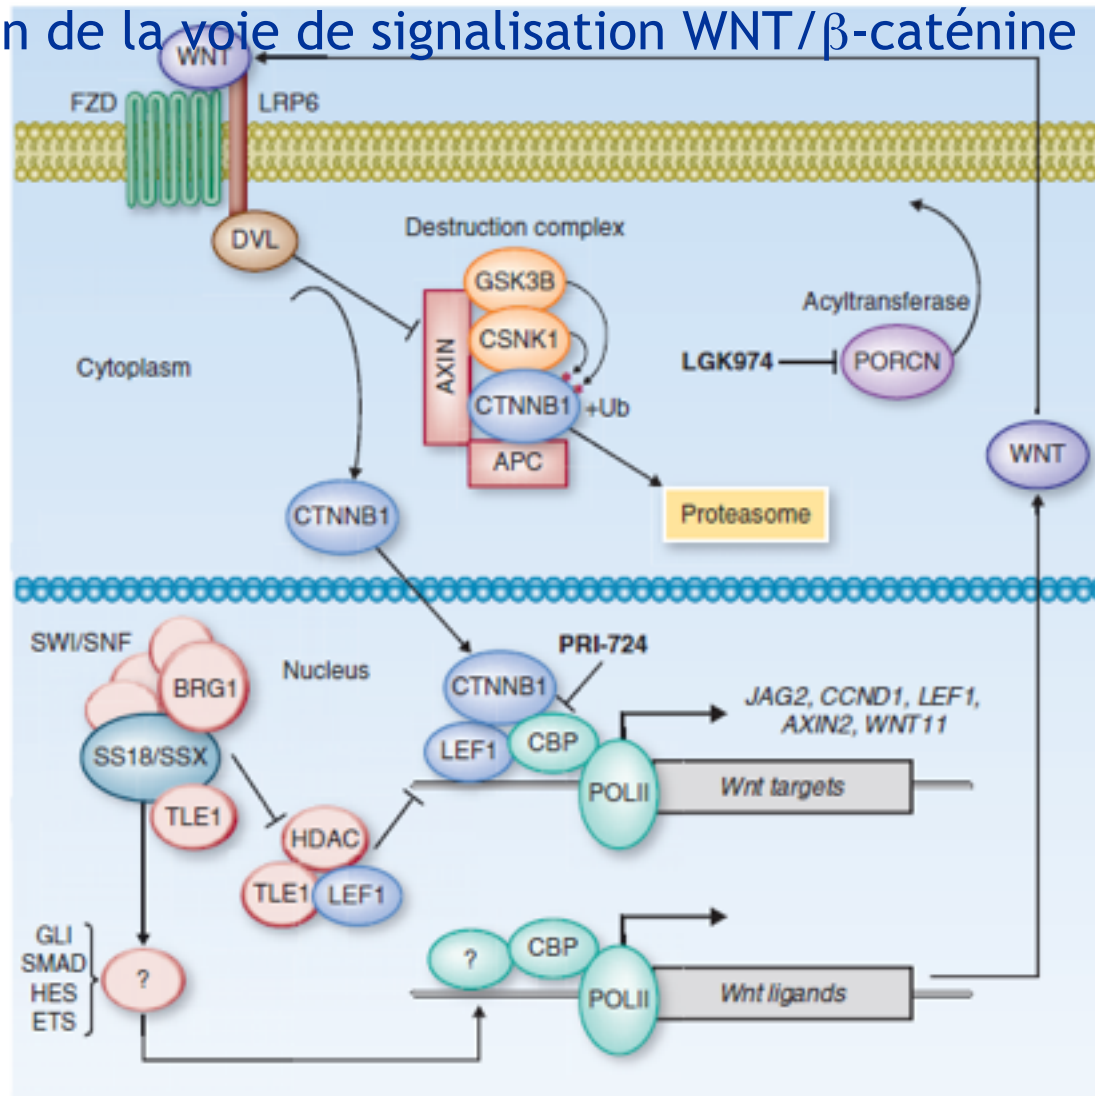 n de la voie de signalisation WNT/β-caténine
WNT
FZD
LRP6
DVL
Destruction complex
GSK3B
CSNK1
AXIN
CTNNB1
+Ub
APC
Proteasome
Cytoplasm
CTNNB1
Acyltransferase
LGK974
PORCN
WNT
SWI/SNF
BRG1
Nucleus
SS18/SSX
TLE1
HDAC
TLE1
LEF1
PRI-724
CTNNB1
LEF1
CBP
POLII
JAG2, CCND1, LEF1,
AXIN2, WNT11
Wnt targets
GLI
SMAD
HES
ETS
?
?
CBP
POLII
Wnt ligands